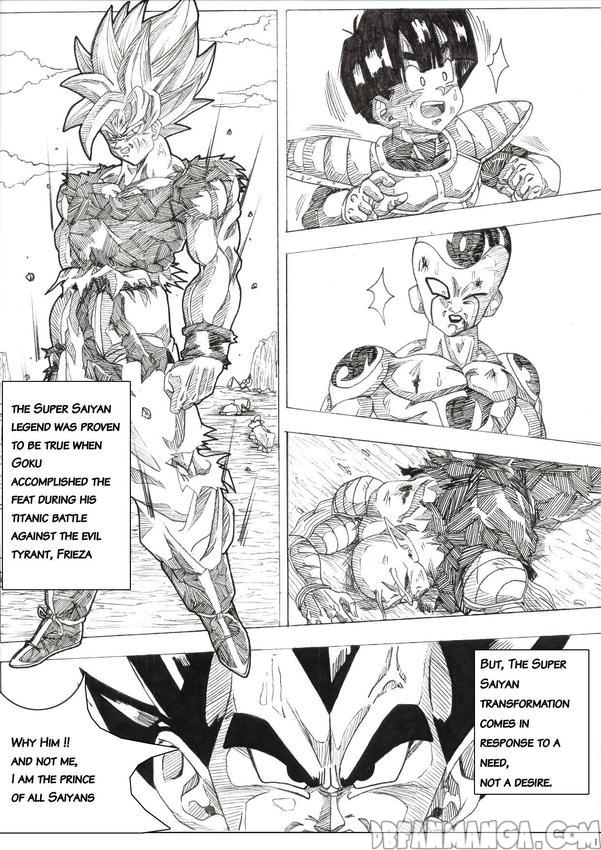 THE SUPER SAIYAN
LEGEND WAS PROVEN
TO BE TRUE WHEN
GOKU
ACCOMPLISHED THE
FEAT DURING HIS
TITANIC BATTLE
AGAINST THE EVIL
TYRANT, FRIEZA
BUT, THE SUPER
SAIYAN
TRANSFORMATION
COMES IN
RESPONSE TO A
NEED,
NOT A DESIRE.
WHY HIM !!
AND NOT ME,
I AM THE PRINCE
OF ALL SAIYANS
DBFANMANGA.COM
1